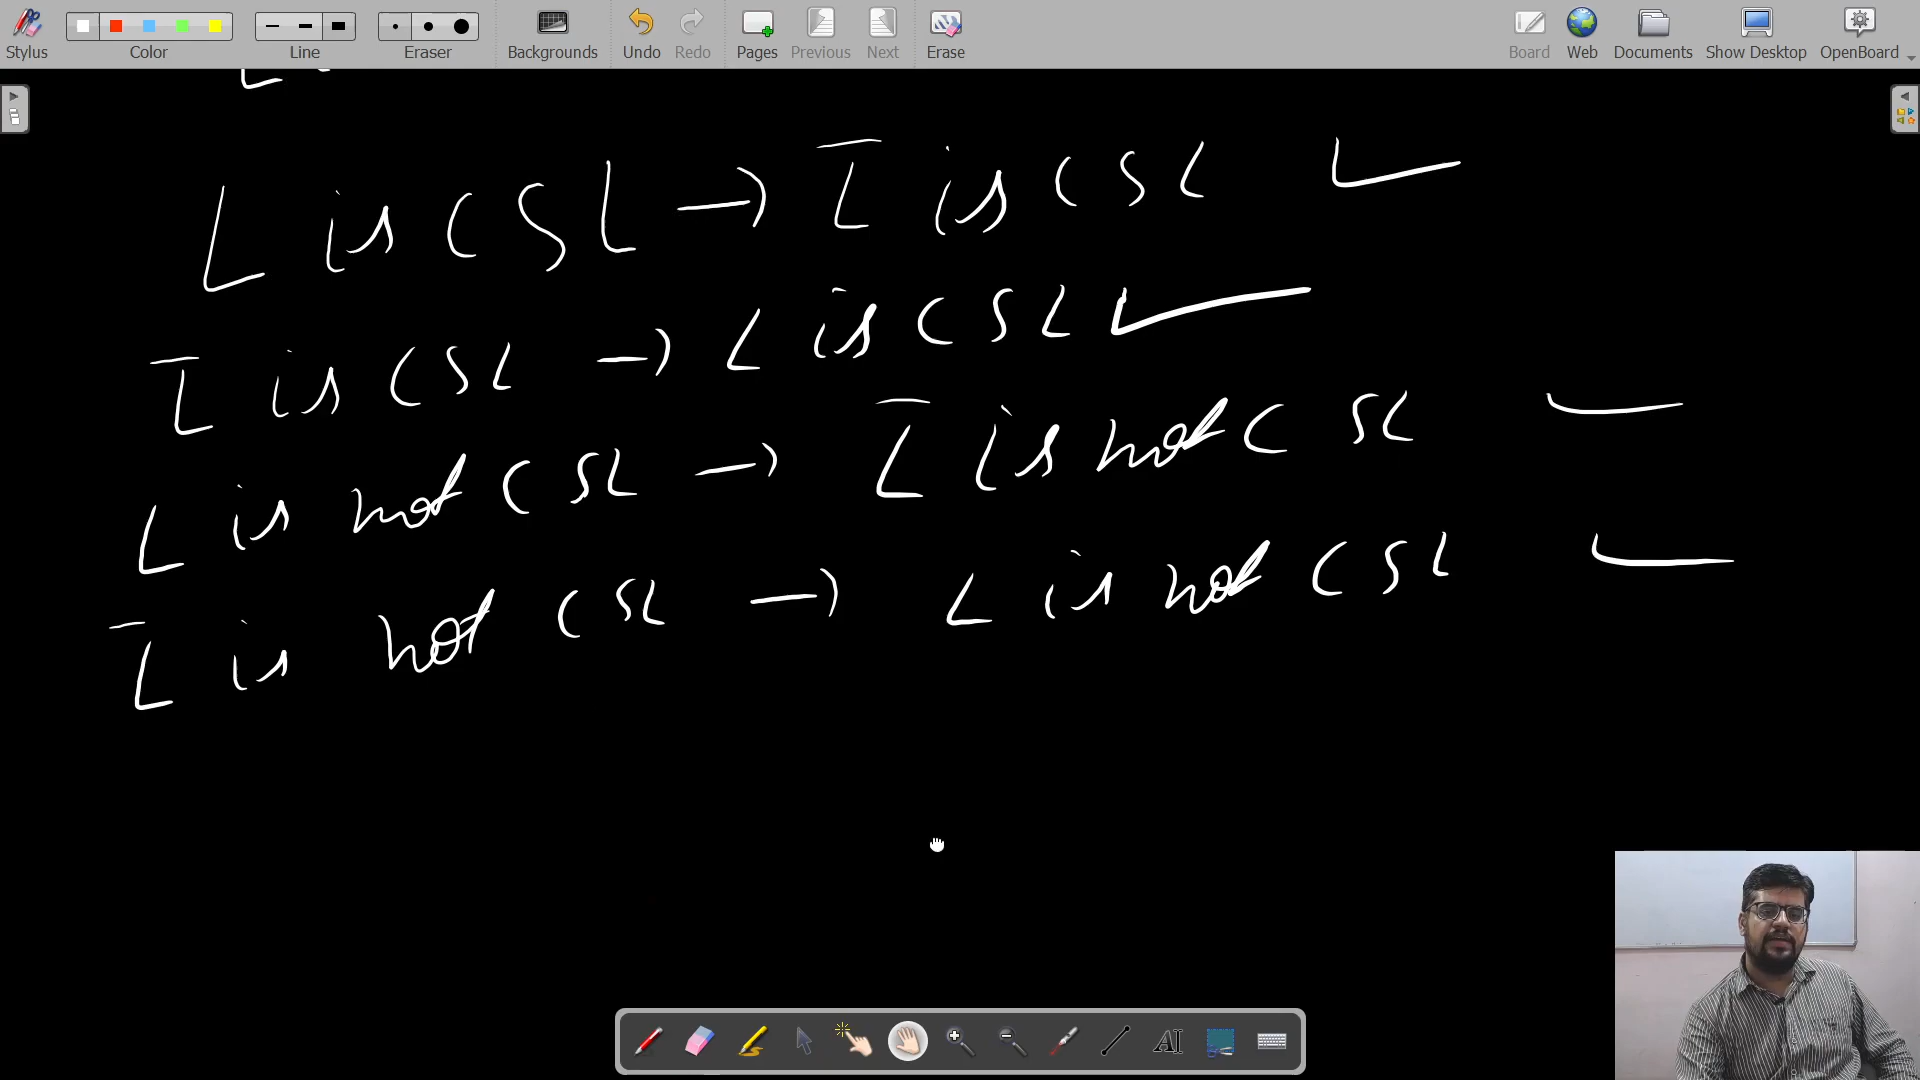 Stylus Color Line Eraser Backgrounds Undo Redo Pages Previous Next Erase Board Web Documents Show Desktop OpenBoard
L is CSL → L̅ is CSL ✓
L̅ is CSL → L is CSL ✓
L is not CSL → L̅ is not CSL ✓
L̅ is not CSL → L is not CSL ✓
AI